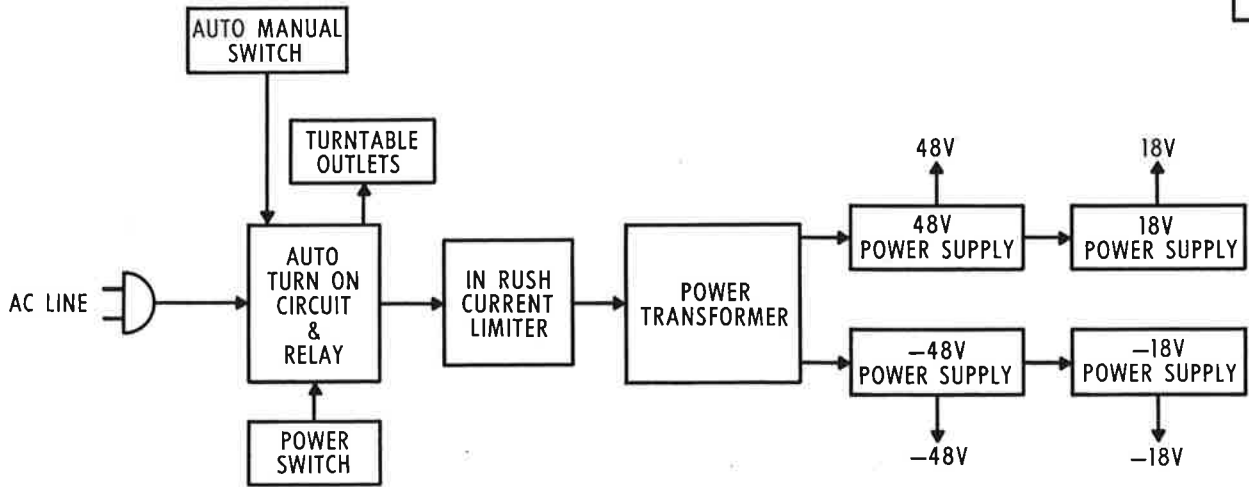 AUTO MANUAL
SWITCH
TURNTABLE
OUTLETS
AC LINE
AUTO
TURN ON
CIRCUIT
&
RELAY
POWER
SWITCH
IN RUSH
CURRENT
LIMITER
POWER
TRANSFORMER
48V
48V
POWER SUPPLY
18V
18V
POWER SUPPLY
–48V
POWER SUPPLY
–48V
–18V
POWER SUPPLY
–18V